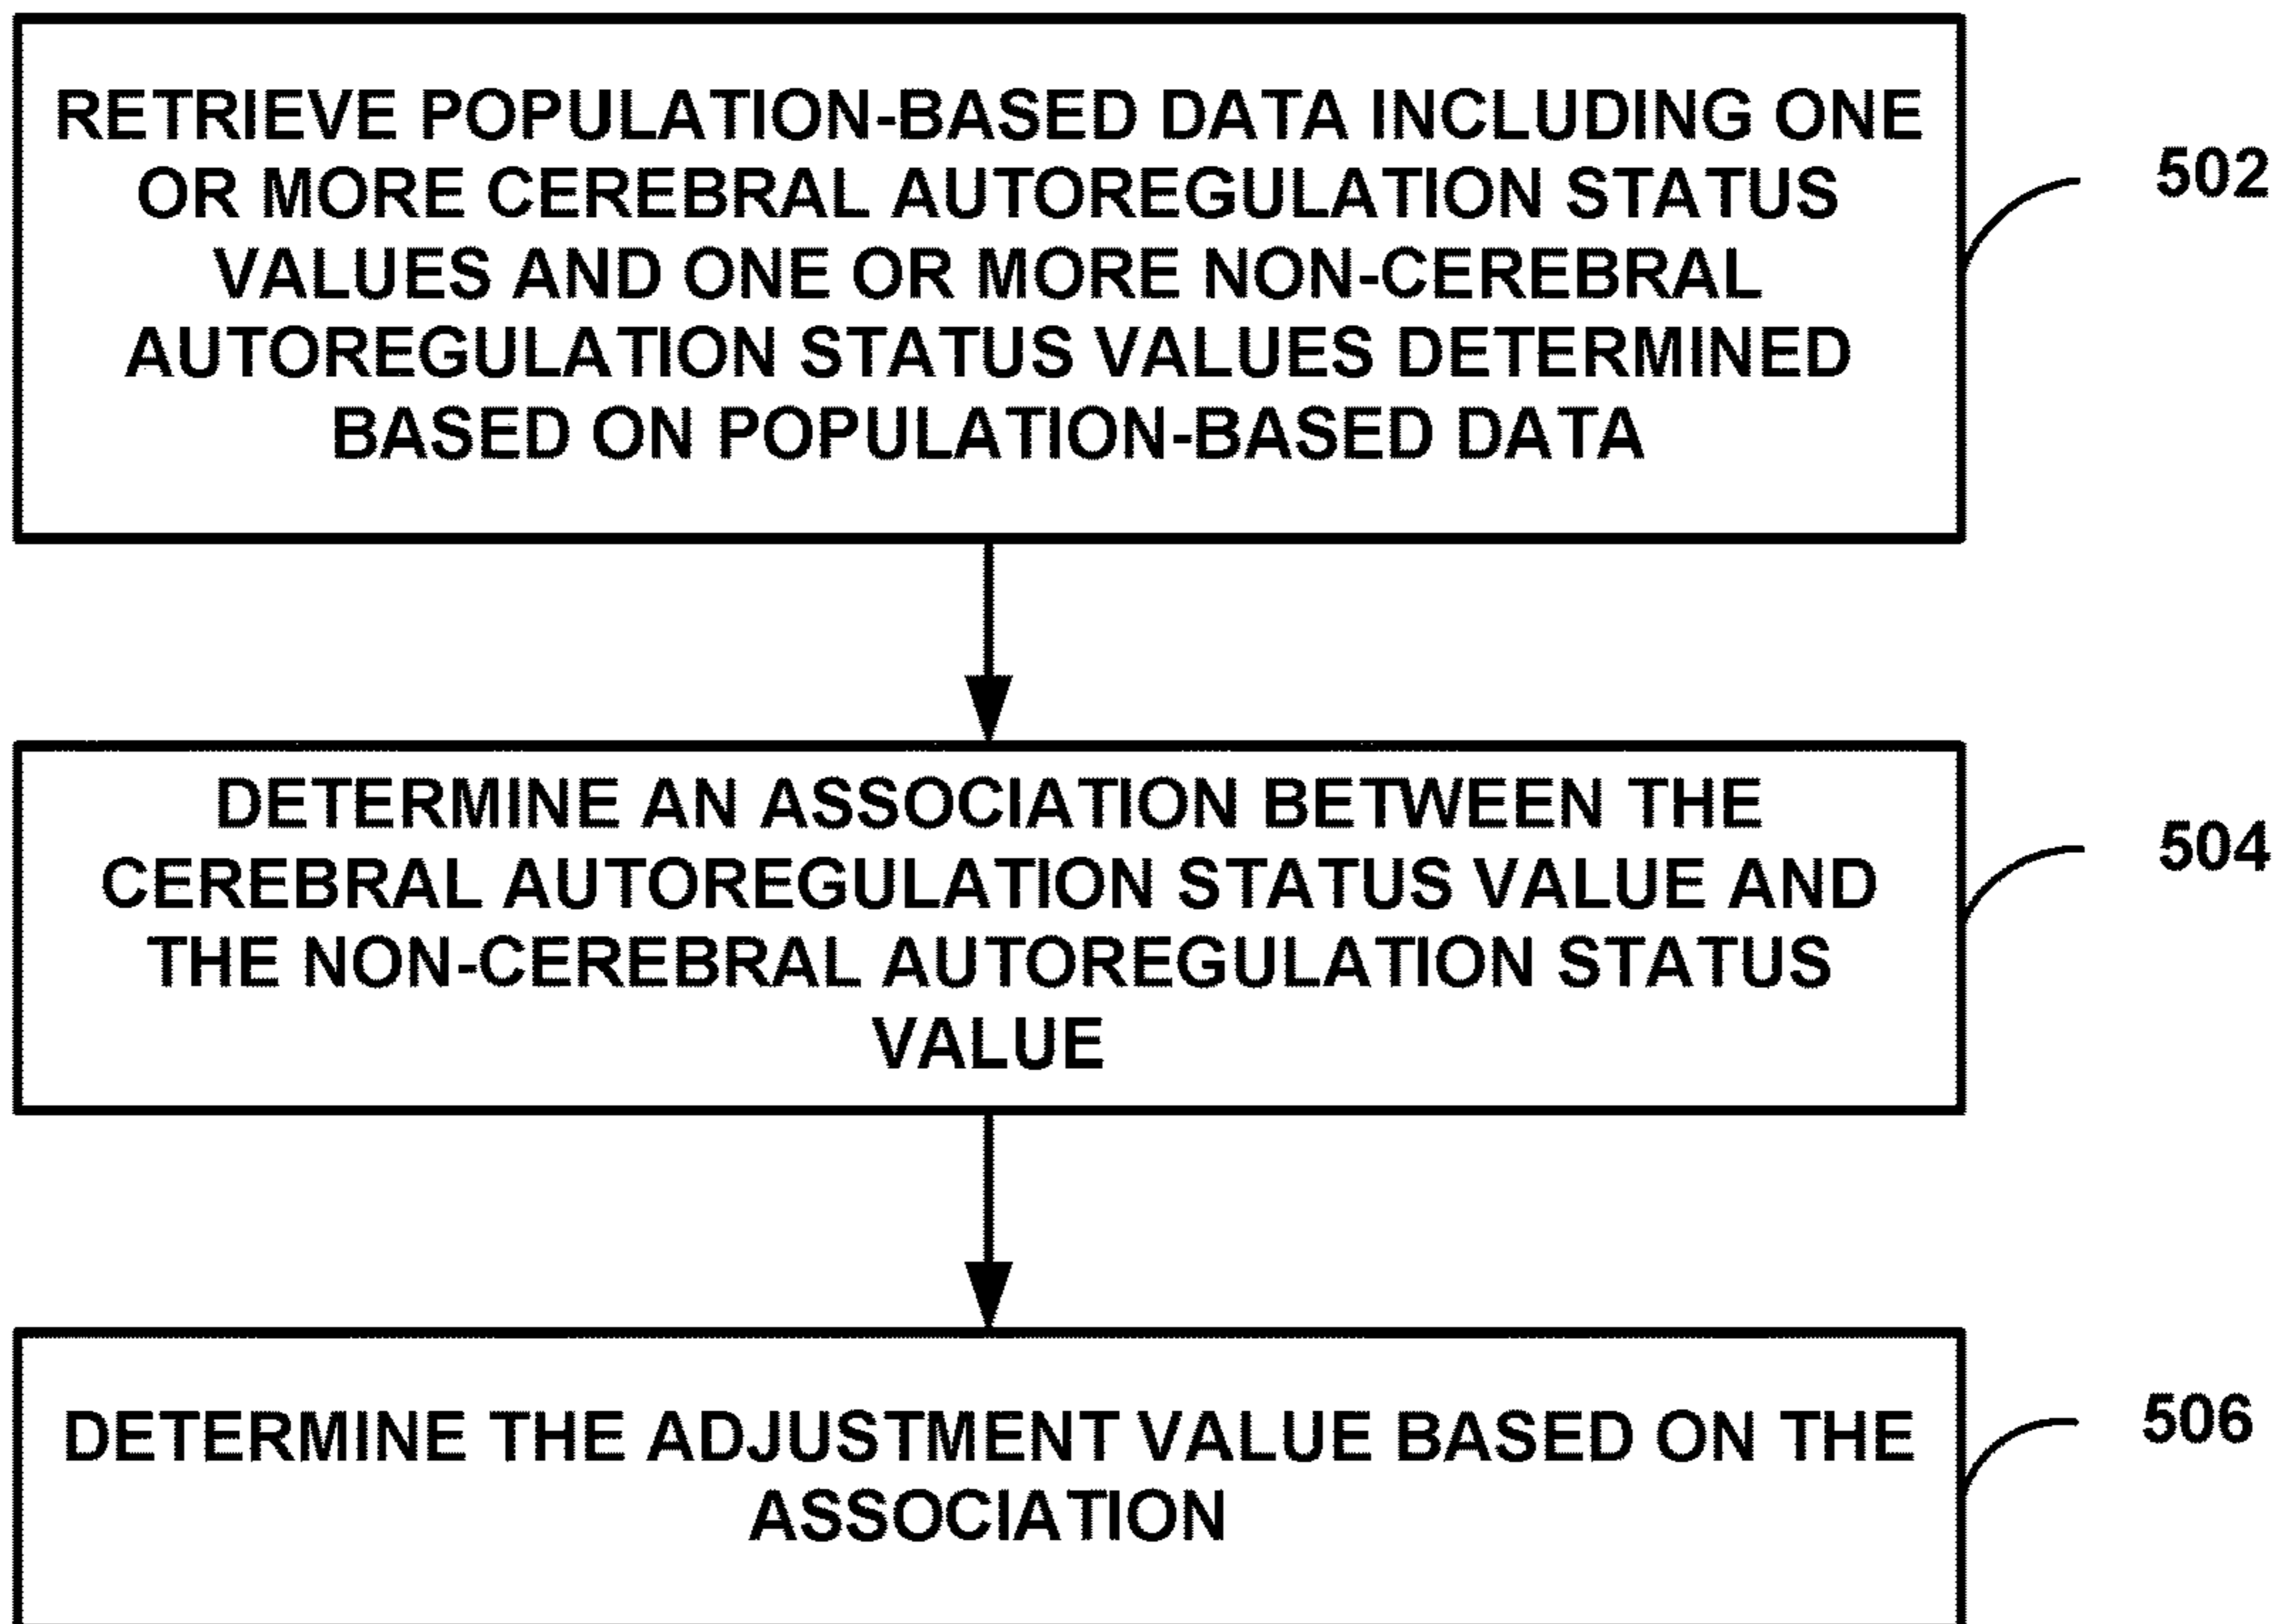 RETRIEVE POPULATION-BASED DATA INCLUDING ONE
OR MORE CEREBRAL AUTOREGULATION STATUS
VALUES AND ONE OR MORE NON-CEREBRAL
AUTOREGULATION STATUS VALUES DETERMINED
BASED ON POPULATION-BASED DATA
502
DETERMINE AN ASSOCIATION BETWEEN THE
CEREBRAL AUTOREGULATION STATUS VALUE AND
THE NON-CEREBRAL AUTOREGULATION STATUS
VALUE
504
DETERMINE THE ADJUSTMENT VALUE BASED ON THE
ASSOCIATION
506